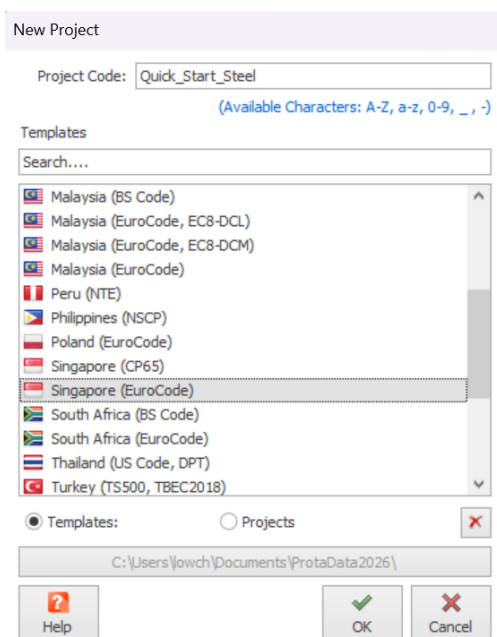 New Project
Project Code: Quick_Start_Steel
(Available Characters: A-Z, a-z, 0-9, _ , -)
Templates
Search....
Malaysia (BS Code)
Malaysia (EuroCode, EC8-DCL)
Malaysia (EuroCode, EC8-DCM)
Malaysia (EuroCode)
Peru (NTE)
Philippines (NSCP)
Poland (EuroCode)
Singapore (CP65)
Singapore (EuroCode)
South Africa (BS Code)
South Africa (EuroCode)
Thailand (US Code, DPT)
Turkey (TS500, TBEC2018)
Templates: Projects
C:\Users\lowch\Documents\ProtaData2026\
Help OK Cancel